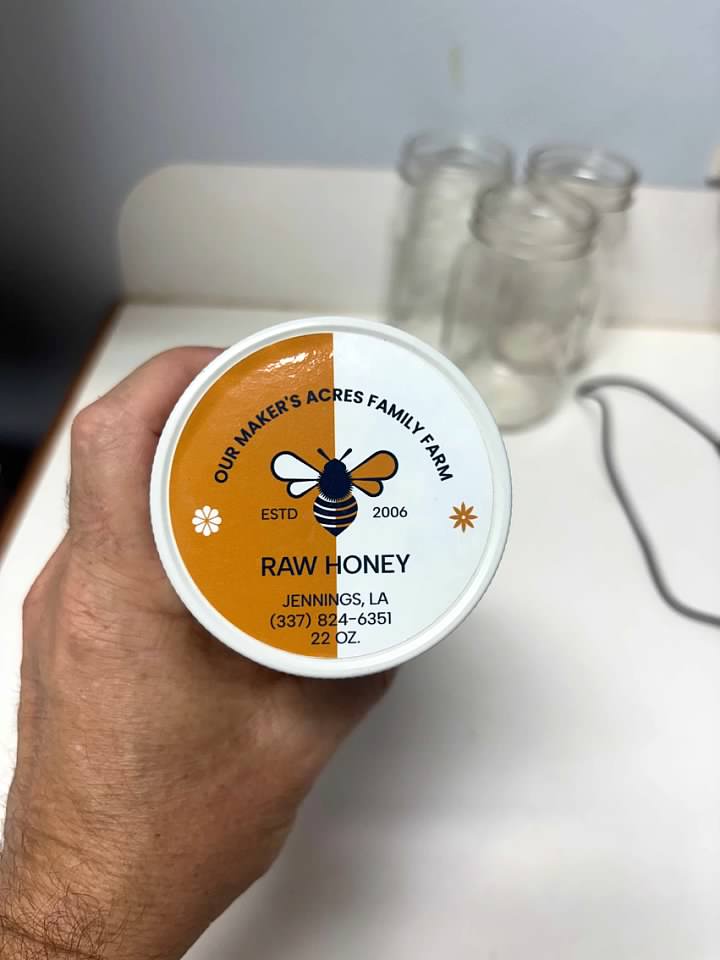 OUR MAKER'S ACRES FAMILY FARM
ESTD 2006
RAW HONEY
JENNINGS, LA
(337) 824-6351
22 OZ.